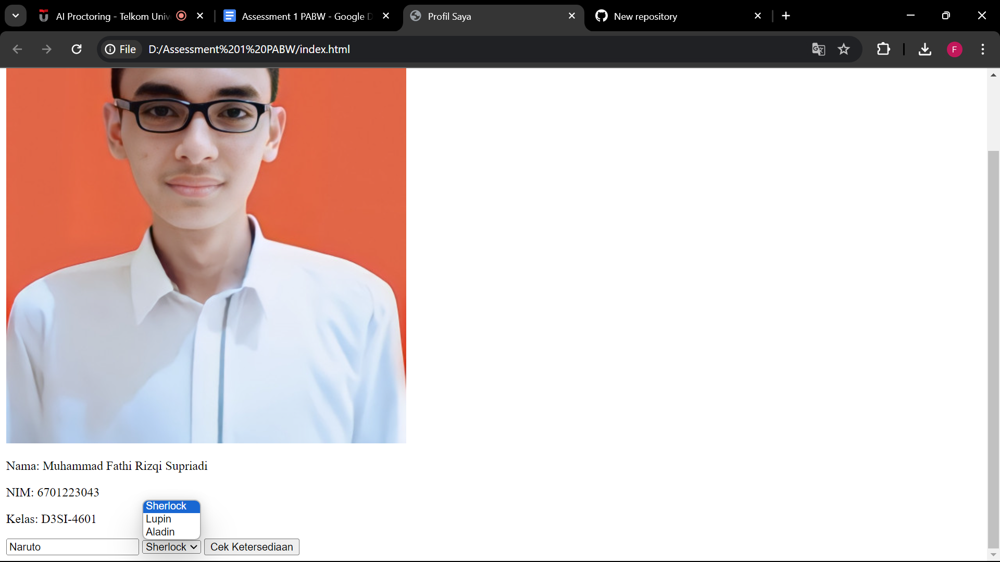 AI Proctoring - Telkom Univ
Assessment 1 PABW - Google D
Profil Saya
New repository
File
D:/Assessment%201%20PABW/index.html
F
Nama: Muhammad Fathi Rizqi Supriadi
NIM: 6701223043
Kelas: D3SI-4601
Sherlock
Lupin
Aladin
Naruto
Sherlock
Cek Ketersediaan